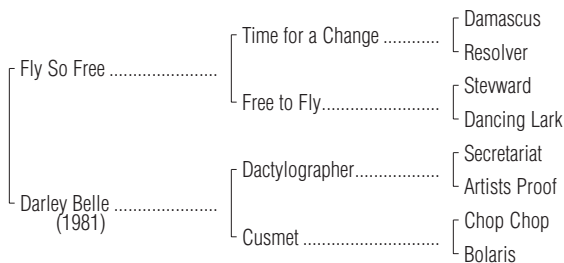 Damascus
Time for a Change ...........
Resolver
Fly So Free .....................
Stevward
Free to Fly.......................
Dancing Lark
Secretariat
Dactylographer................
Artists Proof
Darley Belle ....................
(1981)
Chop Chop
Cusmet ...........................
Bolaris